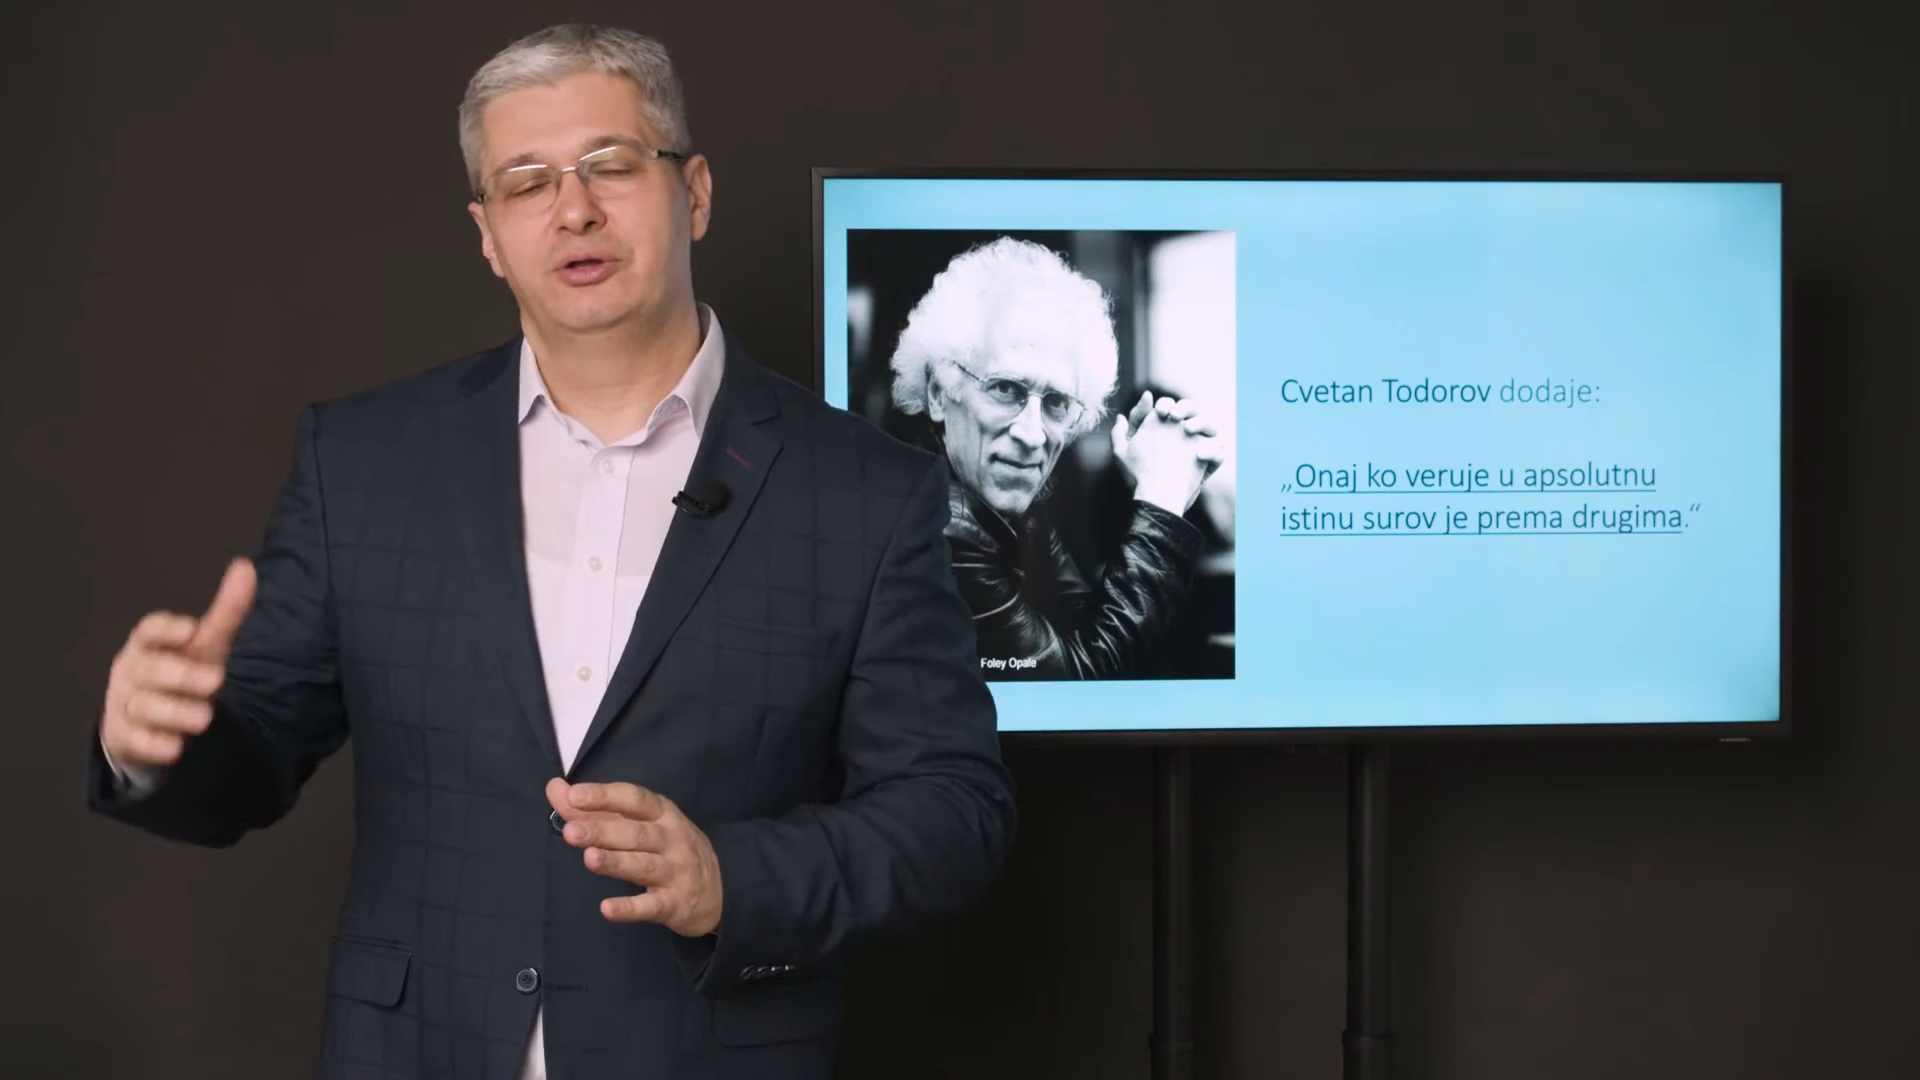 Cvetan Todorov dodaje:
„Onaj ko veruje u apsolutnu
istinu surov je prema drugima.“
Foley Opale